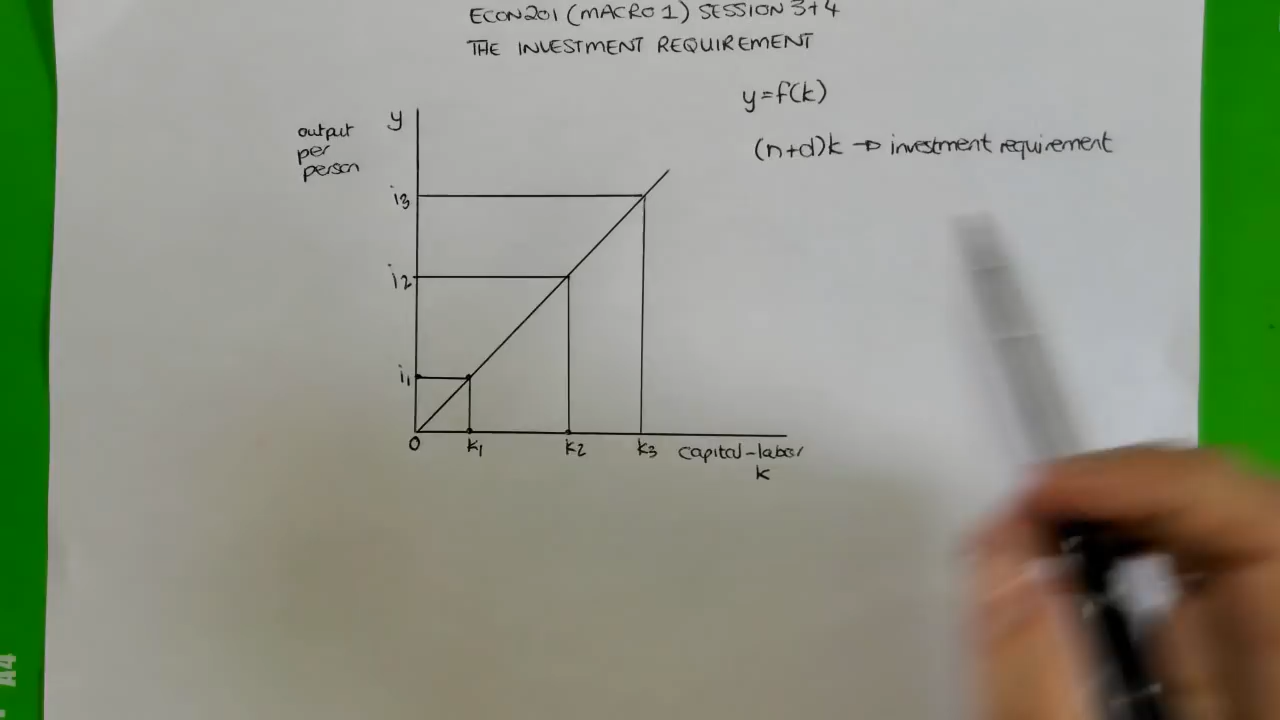 ECON201 (MACRO 1) SESSION 3+4
THE INVESTMENT REQUIREMENT
y=f(k)
(n+d)k → investment requirement
output
per
person
y
i3
i2
i1
0
k1
k2
k3
capital-labor
k
A4